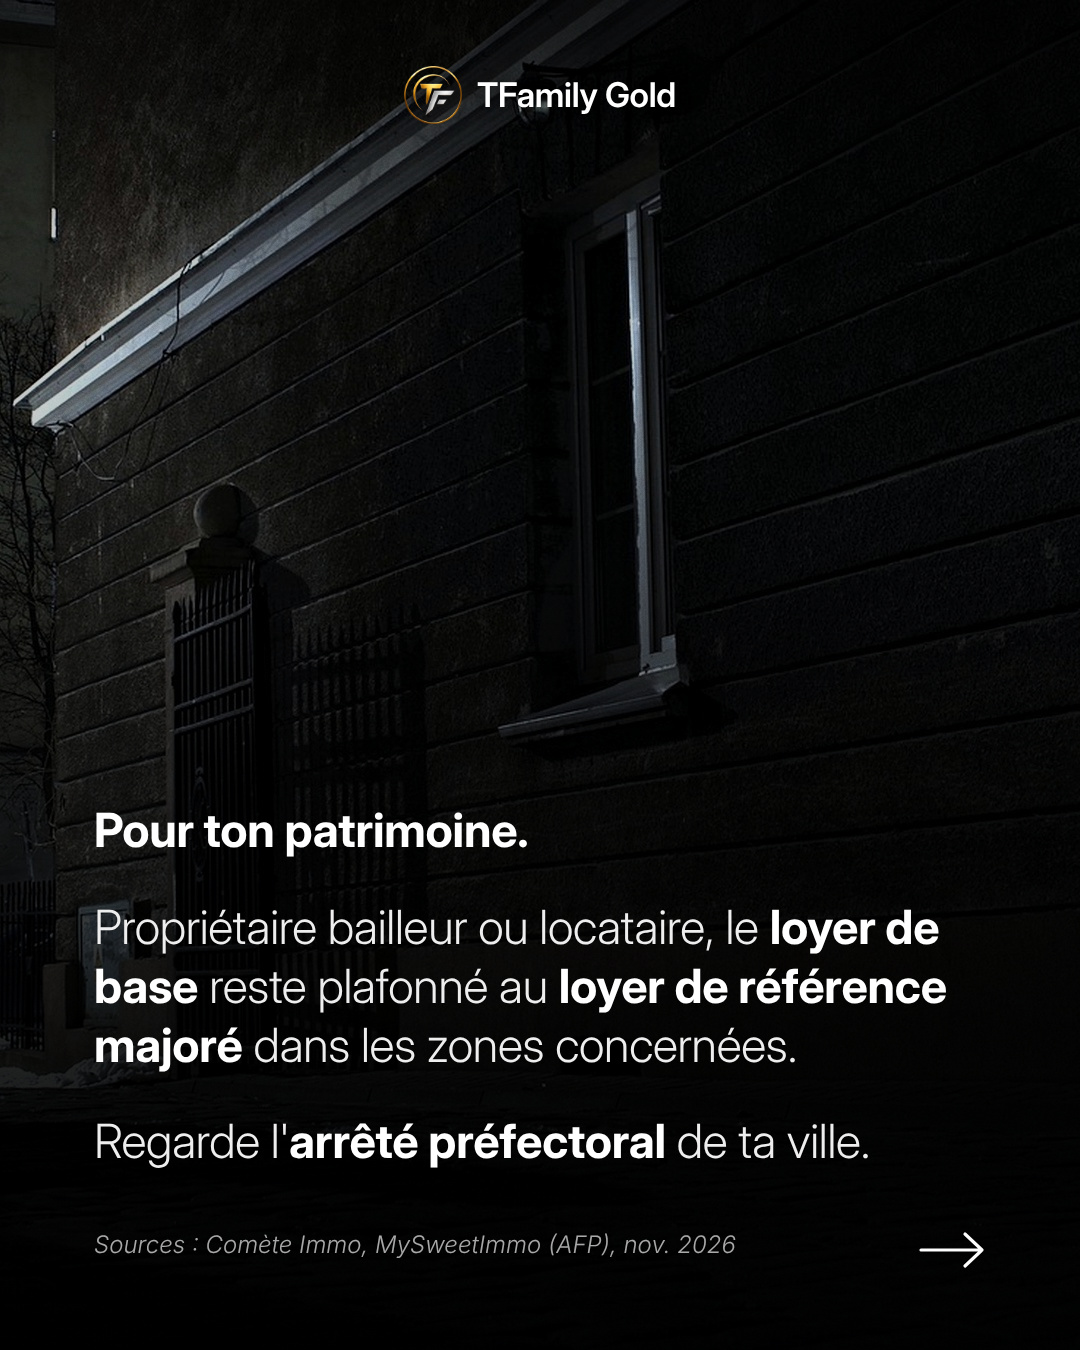 TF TFamily Gold
Pour ton patrimoine.
Propriétaire bailleur ou locataire, le loyer de
base reste plafonné au loyer de référence
majoré dans les zones concernées.
Regarde l'arrêté préfectoral de ta ville.
Sources : Comète Immo, MySweetImmo (AFP), nov. 2026